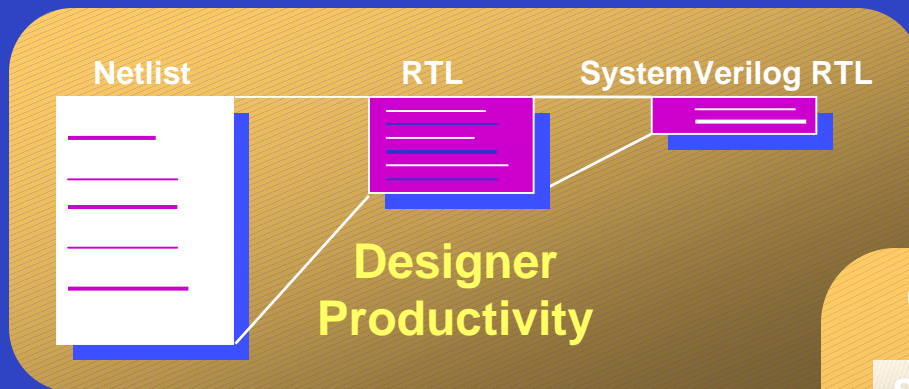 Netlist
RTL
SystemVerilog RTL
Designer
Productivity